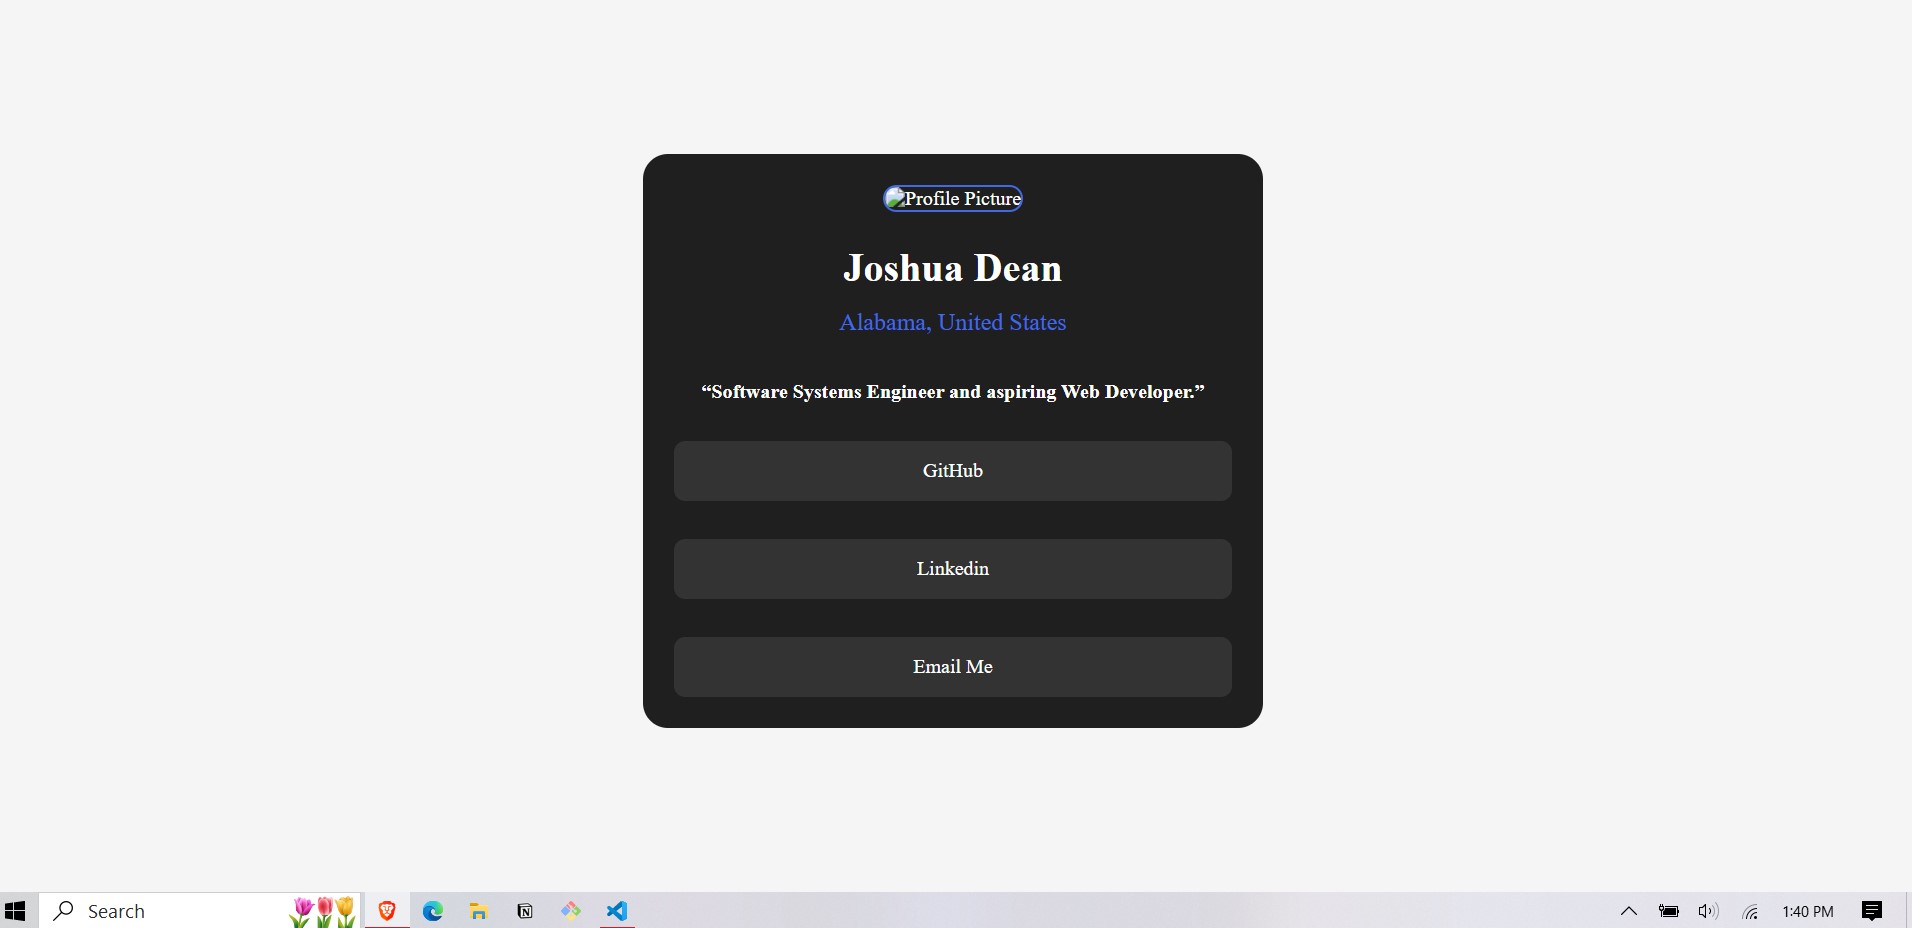 Profile Picture
Joshua Dean
Alabama, United States
“Software Systems Engineer and aspiring Web Developer.”
GitHub
Linkedin
Email Me
Search
N
1:40 PM